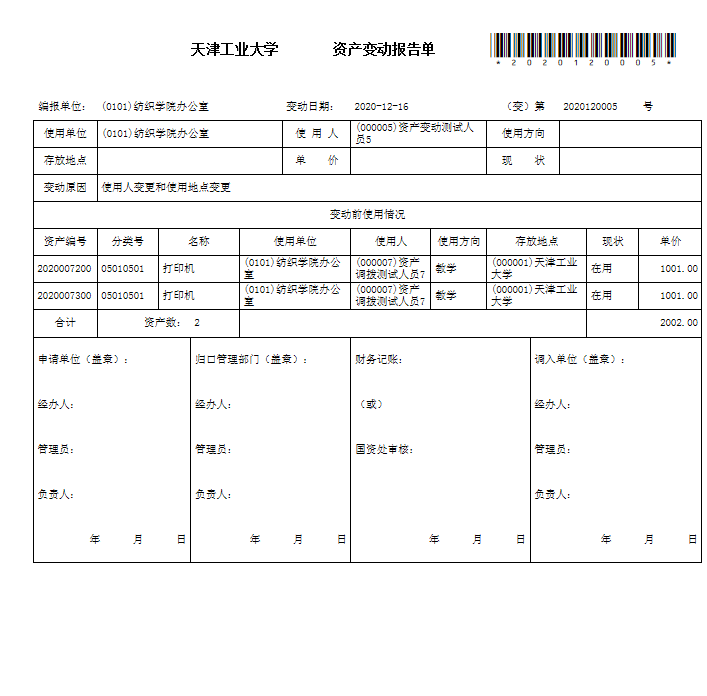 天津工业大学 资产变动报告单
*2020120005*
编报单位: (0101)纺织学院办公室 变动日期: 2020-12-16 （变）第 2020120005 号
使用单位 (0101)纺织学院办公室 使 用 人 (000005)资产变动测试人员5 使用方向
存放地点 单 价 现 状
变动原因 使用人变更和使用地点变更
变动前使用情况
资产编号 分类号 名称 使用单位 使用人 使用方向 存放地点 现状 单价
2020007200 05010501 打印机 (0101)纺织学院办公室 (000007)资产调拨测试人员7 教学 (000001)天津工业大学 在用 1001.00
2020007300 05010501 打印机 (0101)纺织学院办公室 (000007)资产调拨测试人员7 教学 (000001)天津工业大学 在用 1001.00
合计 资产数: 2 2002.00
申请单位（盖章）: 归口管理部门（盖章）: 财务记账: 调入单位（盖章）:
经办人: 经办人: （或） 经办人:
管理员: 管理员: 国资处审核: 管理员:
负责人: 负责人: 负责人:
年 月 日 年 月 日 年 月 日 年 月 日